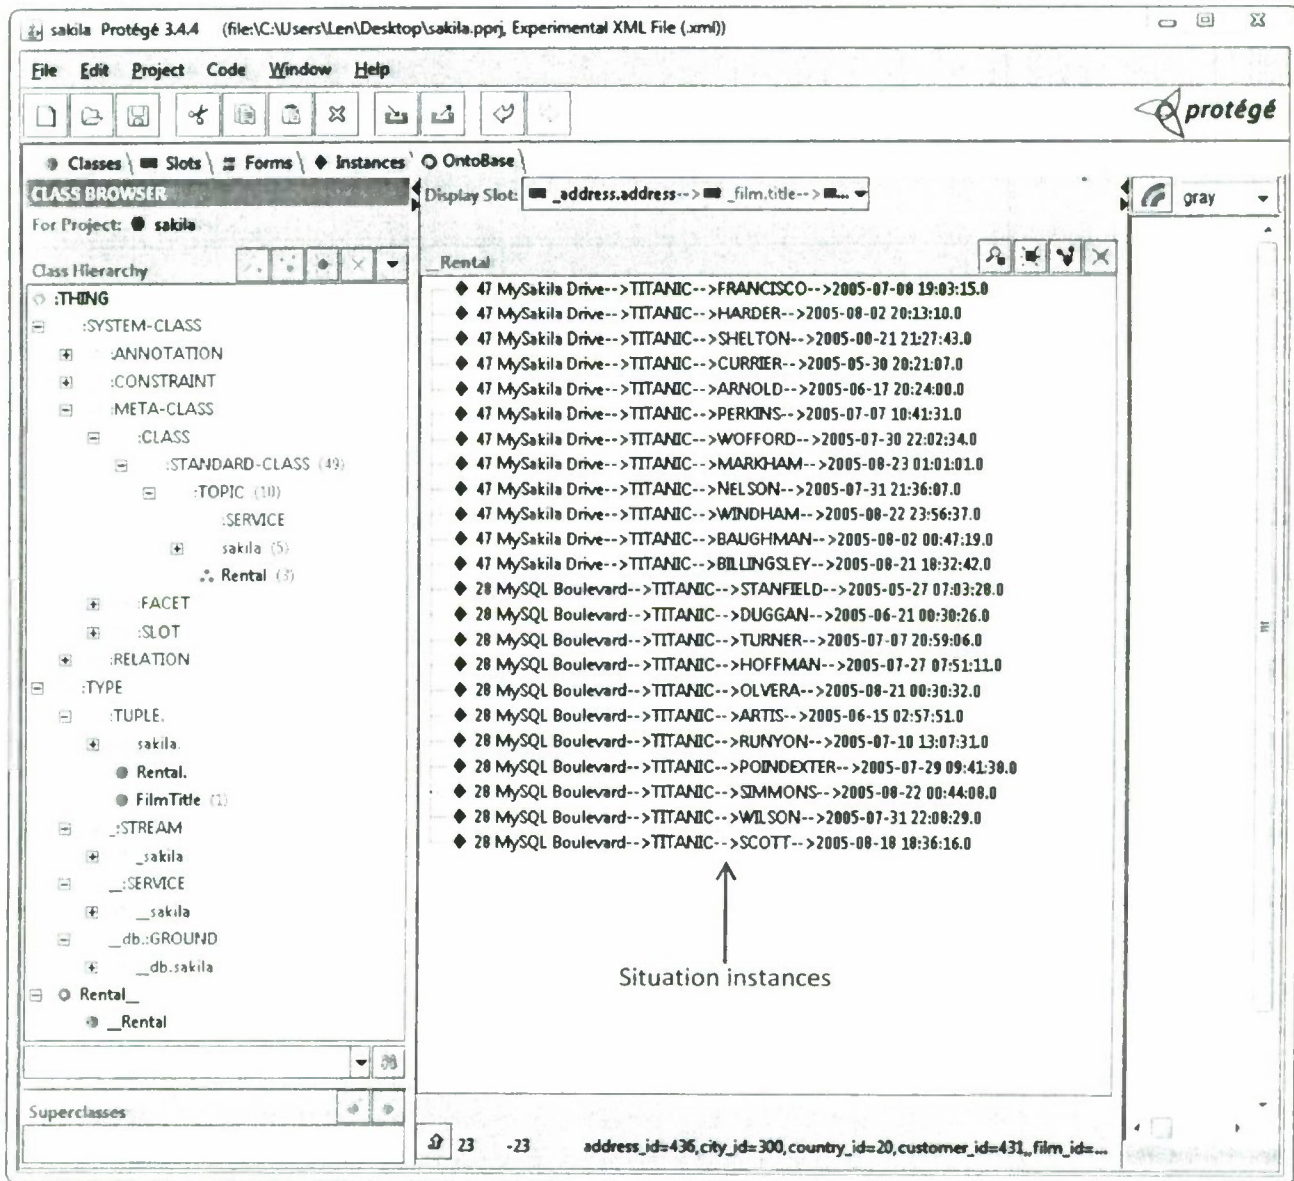 sakila Protégé 3.4.4 (file:\C:\Users\Len\Desktop\sakila.pprj, Experimental XML File (.xml))
File Edit Project Code Window Help
protégé
Classes Slots Forms Instances OntoBase
CLASS BROWSER
For Project: sakila
Class Hierarchy
:THING
:SYSTEM-CLASS
:ANNOTATION
:CONSTRAINT
:META-CLASS
:CLASS
:STANDARD-CLASS (49)
:TOPIC (10)
:SERVICE
sakila (5)
Rental (3)
:FACET
:SLOT
:RELATION
:TYPE
:TUPLE.
sakila.
Rental.
FilmTitle (1)
_:STREAM
_sakila
__:SERVICE
__sakila
__db.:GROUND
__db.sakila
Rental__
__Rental
Superclasses
Display Slot: _address.address--> _film.title--> ...
__Rental
47 MySakila Drive-->TITANIC-->FRANCISCO-->2005-07-08 19:03:15.0
47 MySakila Drive-->TITANIC-->HARDER-->2005-08-02 20:13:10.0
47 MySakila Drive-->TITANIC-->SHELTON-->2005-08-21 21:27:43.0
47 MySakila Drive-->TITANIC-->CURRIER-->2005-05-30 20:21:07.0
47 MySakila Drive-->TITANIC-->ARNOLD-->2005-06-17 20:24:00.0
47 MySakila Drive-->TITANIC-->PERKINS-->2005-07-07 10:41:31.0
47 MySakila Drive-->TITANIC-->WOFFORD-->2005-07-30 22:02:34.0
47 MySakila Drive-->TITANIC-->MARKHAM-->2005-08-23 01:01:01.0
47 MySakila Drive-->TITANIC-->NELSON-->2005-07-31 21:36:07.0
47 MySakila Drive-->TITANIC-->WINDHAM-->2005-08-22 23:56:37.0
47 MySakila Drive-->TITANIC-->BAUGHMAN-->2005-08-02 00:47:19.0
47 MySakila Drive-->TITANIC-->BILLINGSLEY-->2005-08-21 18:32:42.0
28 MySQL Boulevard-->TITANIC-->STANFIELD-->2005-05-27 07:03:28.0
28 MySQL Boulevard-->TITANIC-->DUGGAN-->2005-06-21 00:30:26.0
28 MySQL Boulevard-->TITANIC-->TURNER-->2005-07-07 20:59:06.0
28 MySQL Boulevard-->TITANIC-->HOFFMAN-->2005-07-27 07:51:11.0
28 MySQL Boulevard-->TITANIC-->OLVERA-->2005-08-21 00:30:32.0
28 MySQL Boulevard-->TITANIC-->ARTIS-->2005-06-15 02:57:51.0
28 MySQL Boulevard-->TITANIC-->RUNYON-->2005-07-10 13:07:31.0
28 MySQL Boulevard-->TITANIC-->POINDEXTER-->2005-07-29 09:41:38.0
28 MySQL Boulevard-->TITANIC-->SIMMONS-->2005-08-22 00:44:08.0
28 MySQL Boulevard-->TITANIC-->WILSON-->2005-07-31 22:08:29.0
28 MySQL Boulevard-->TITANIC-->SCOTT-->2005-08-18 18:36:16.0
Situation instances
23 -23 address_id=436,city_id=300,country_id=20,customer_id=431,,film_id=...
gray